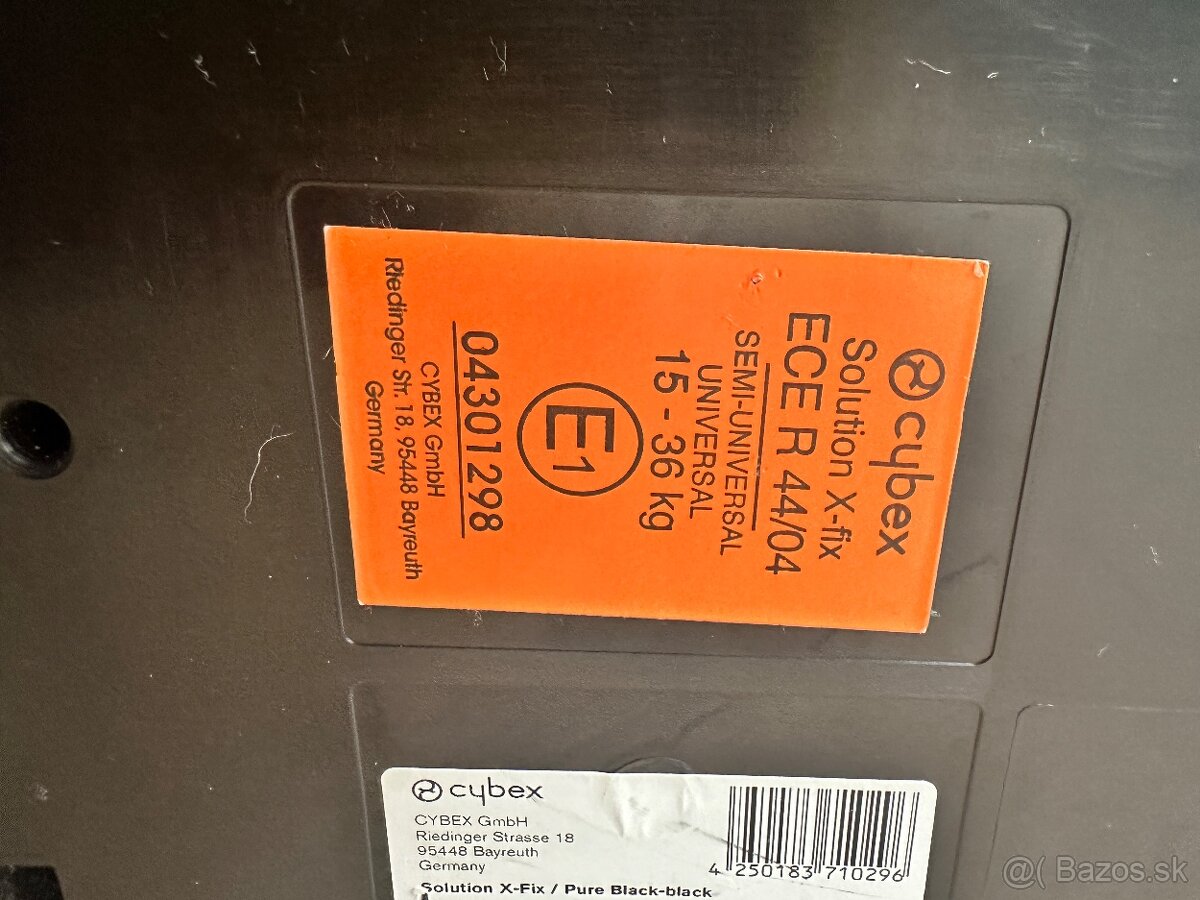 cybex
Solution X-fix
ECE R 44/04
SEMI-UNIVERSAL
UNIVERSAL
15 - 36 kg
E1
04301298
CYBEX GmbH
Riedinger Str. 18, 95448 Bayreuth
Germany
cybex
CYBEX GmbH
Riedinger Strasse 18
95448 Bayreuth
Germany
Solution X-Fix / Pure Black-black
4 250183 710296
@( Bazos.sk